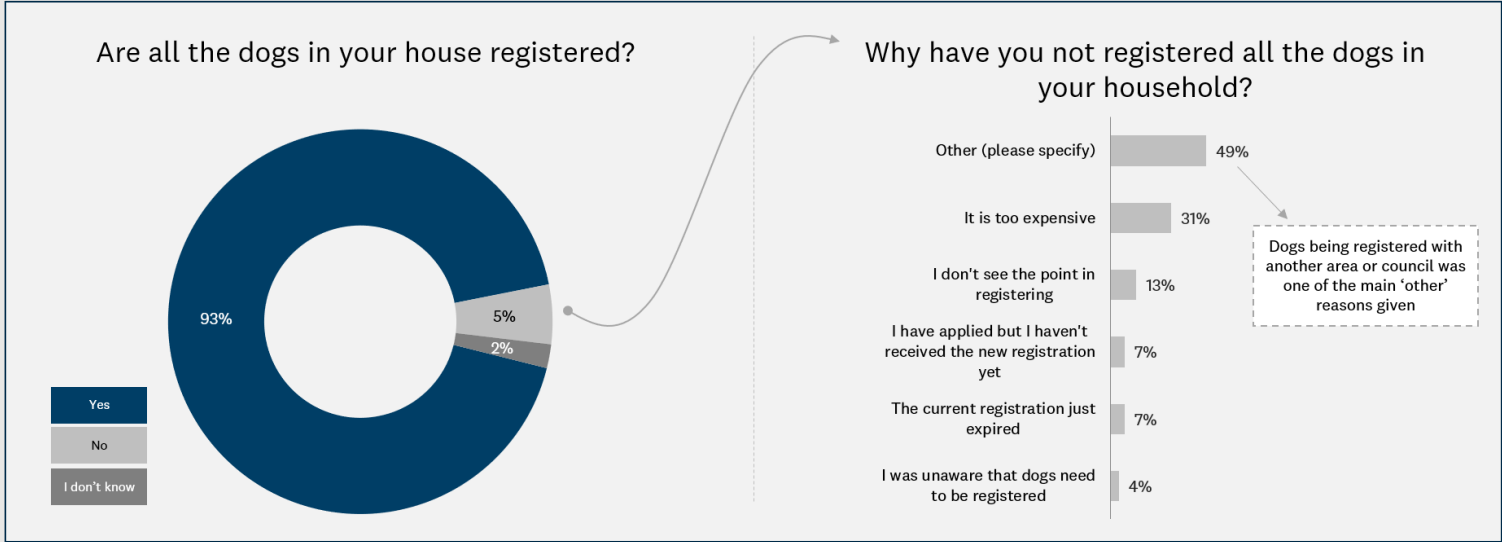 Are all the dogs in your house registered?
93%
5%
2%
Yes
No
I don't know
Why have you not registered all the dogs in
your household?
Other (please specify)
49%
It is too expensive
31%
I don't see the point in
registering
13%
I have applied but I haven't
received the new registration
yet
7%
The current registration just
expired
7%
I was unaware that dogs need
to be registered
4%
Dogs being registered with
another area or council was
one of the main ‘other’
reasons given